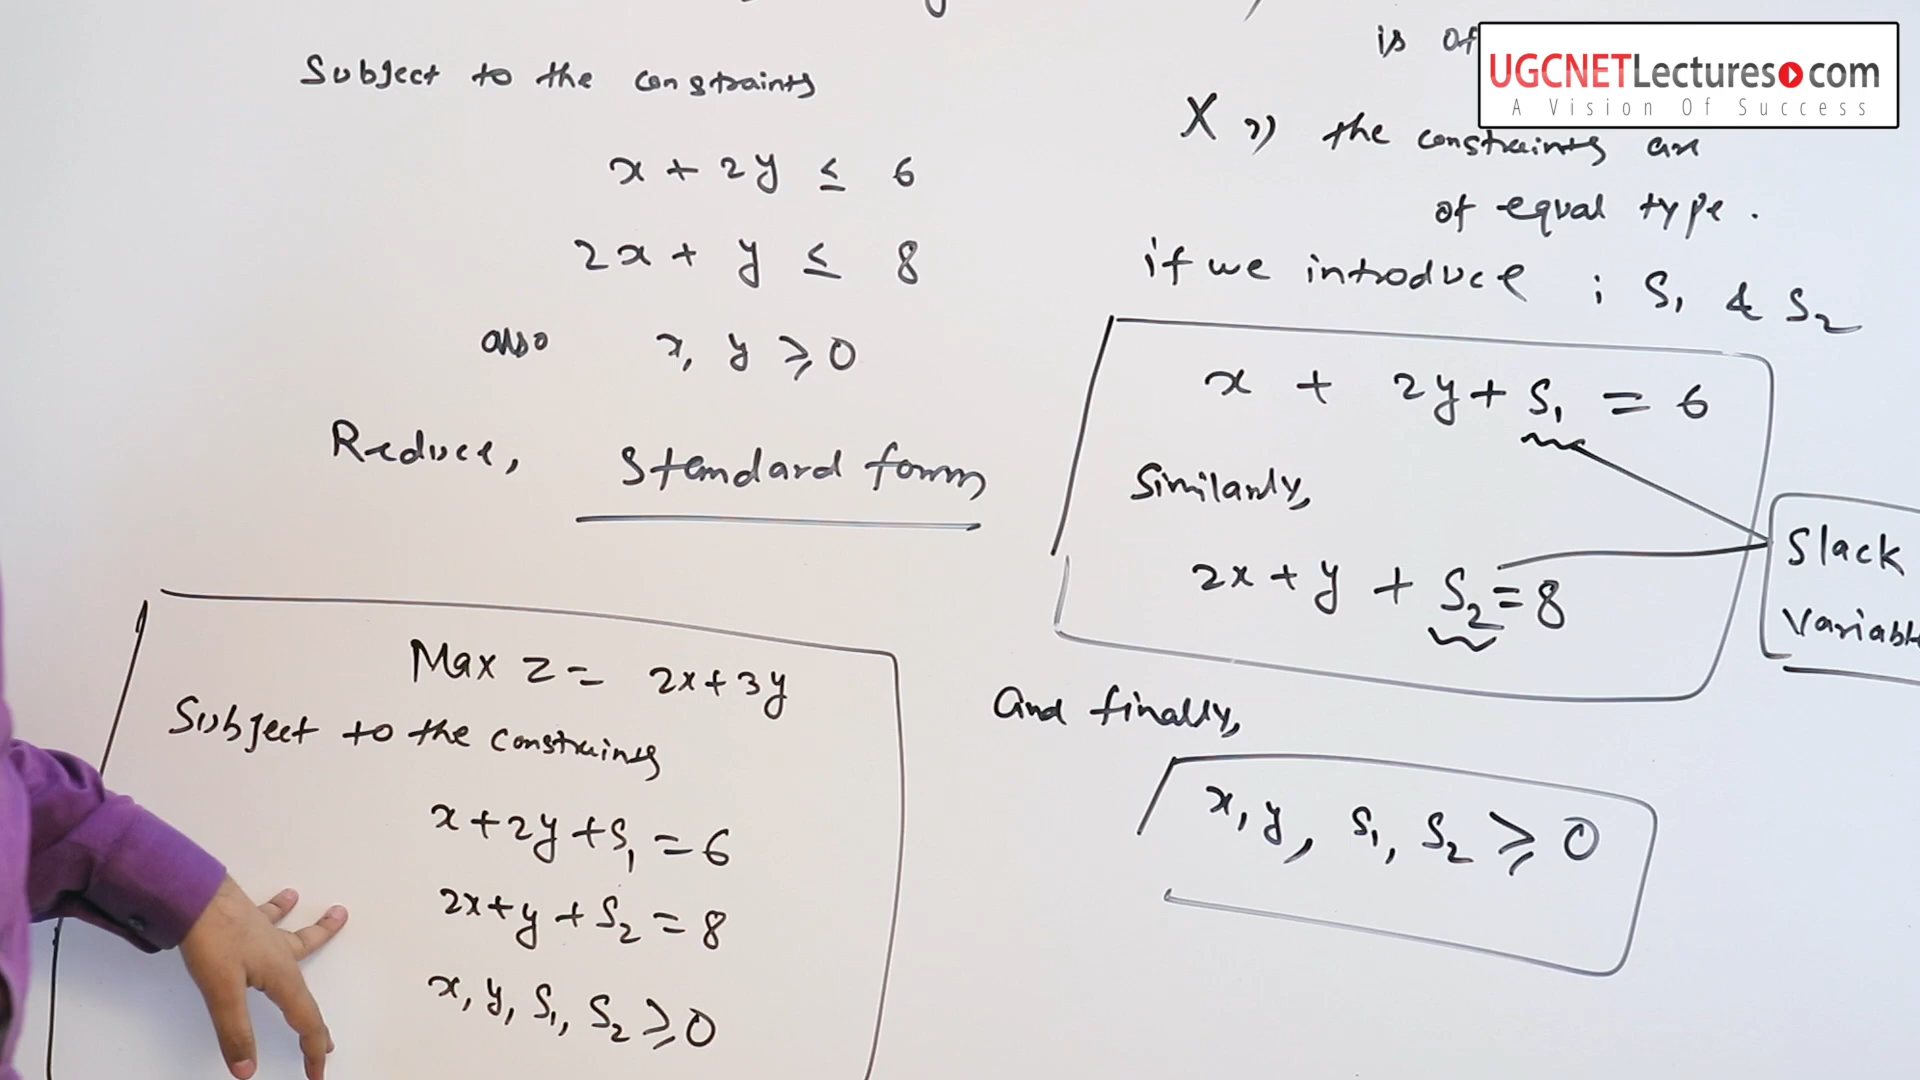 Subject to the constraints
x + 2y ≤ 6
2x + y ≤ 8
also x, y ≥ 0
Reduce, Standard form
Max Z = 2x+3y
Subject to the constraints
x+2y+S₁ = 6
2x+y+S₂ = 8
x, y, S₁, S₂ ≥ 0
is of
UGCNETLectures.com
A Vision Of Success
X ii) the constraints are
of equal type.
if we introduce ; S₁ & S₂
x + 2y + S₁ = 6
Similarly,
2x + y + S₂ = 8
Slack
Variable
and finally,
x, y, S₁, S₂ ≥ 0